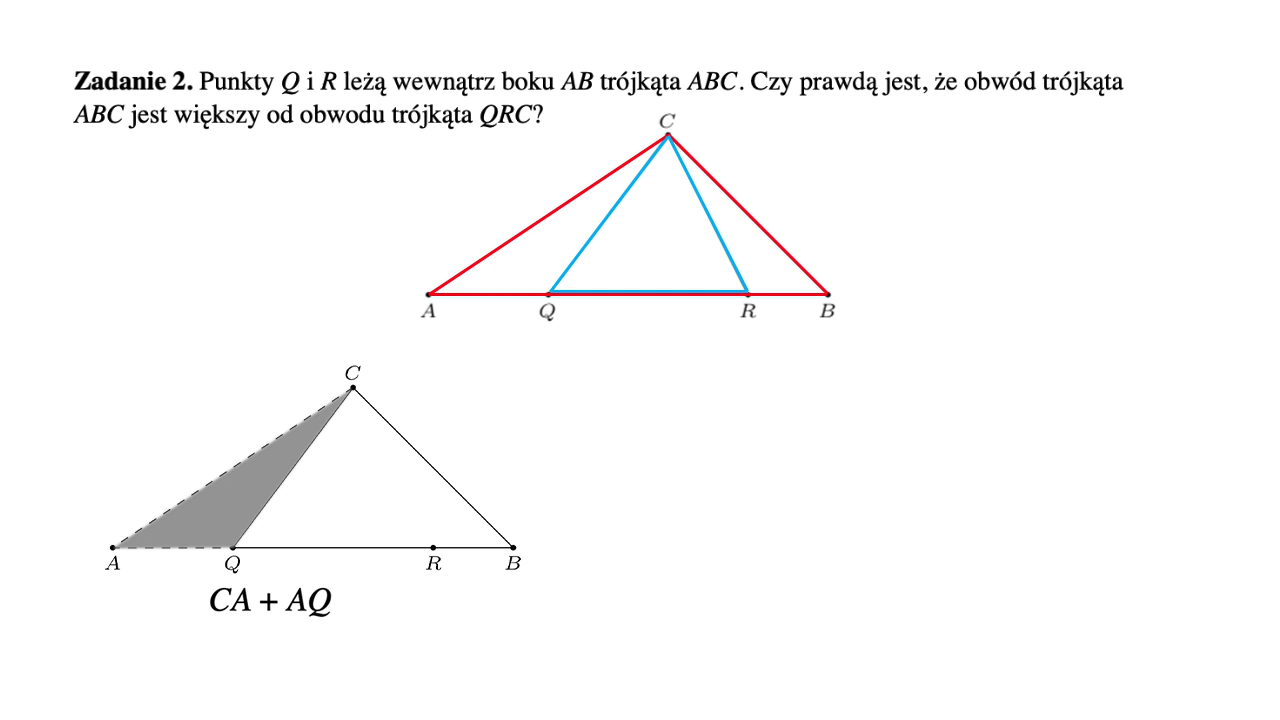 Zadanie 2. Punkty Q i R leżą wewnątrz boku AB trójkąta ABC. Czy prawdą jest, że obwód trójkąta
ABC jest większy od obwodu trójkąta QRC?
C
A Q R B
C
A Q R B
CA + AQ